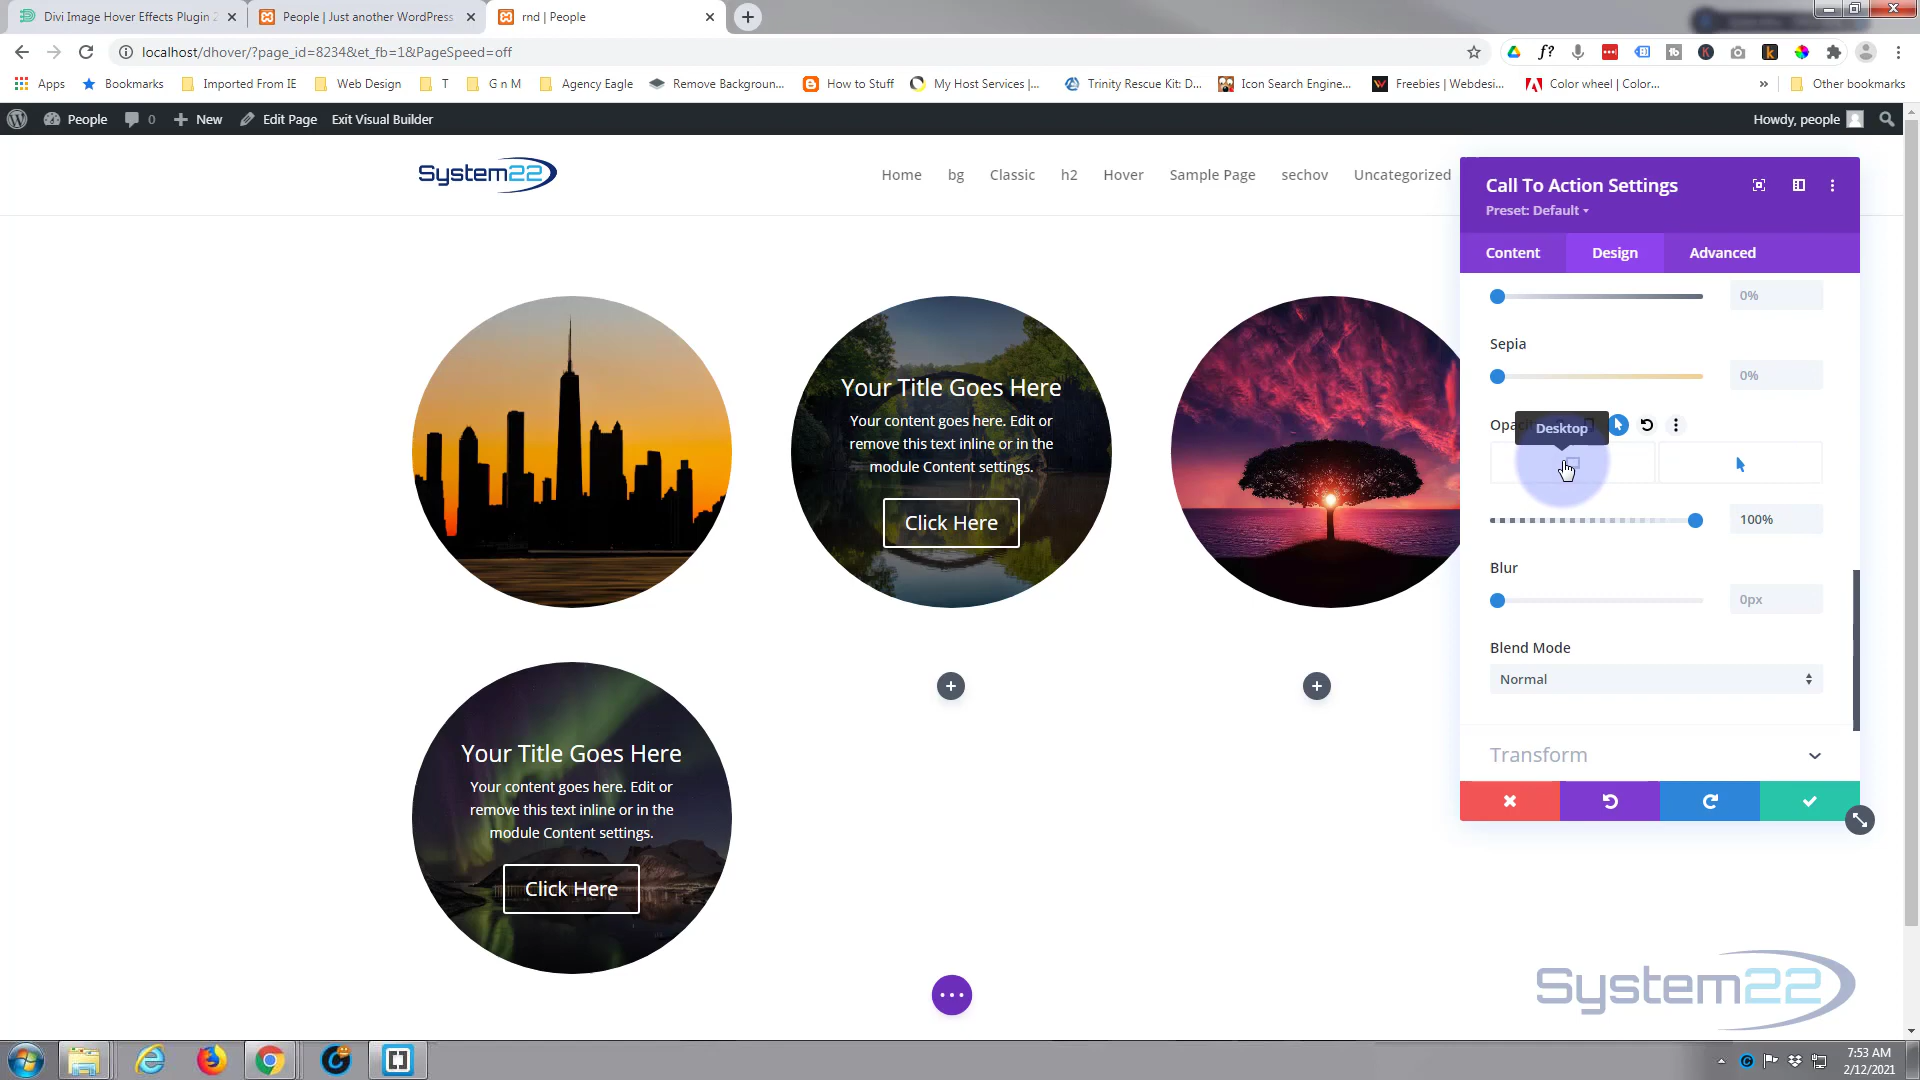 Divi Image Hover Effects Plugin 2
People | Just another WordPress
rnd | People
localhost/dhover/?page_id=8234&et_fb=1&PageSpeed=off
Apps
Bookmarks
Imported From IE
Web Design
T
G n M
Agency Eagle
Remove Backgroun...
How to Stuff
My Host Services |...
Trinity Rescue Kit: D...
Icon Search Engine...
Freebies | Webdesi...
Color wheel | Color...
»
Other bookmarks
People
0
New
Edit Page
Exit Visual Builder
Howdy, people
System22
Home
bg
Classic
h2
Hover
Sample Page
sechov
Uncategorized
Call To Action Settings
Preset: Default
Content
Design
Advanced
0%
Sepia
0%
Opac
Desktop
100%
Blur
0px
Blend Mode
Normal
Transform
Your Title Goes Here
Your content goes here. Edit or
remove this text inline or in the
module Content settings.
Click Here
Your Title Goes Here
Your content goes here. Edit or
remove this text inline or in the
module Content settings.
Click Here
System22
7:53 AM
2/12/2021